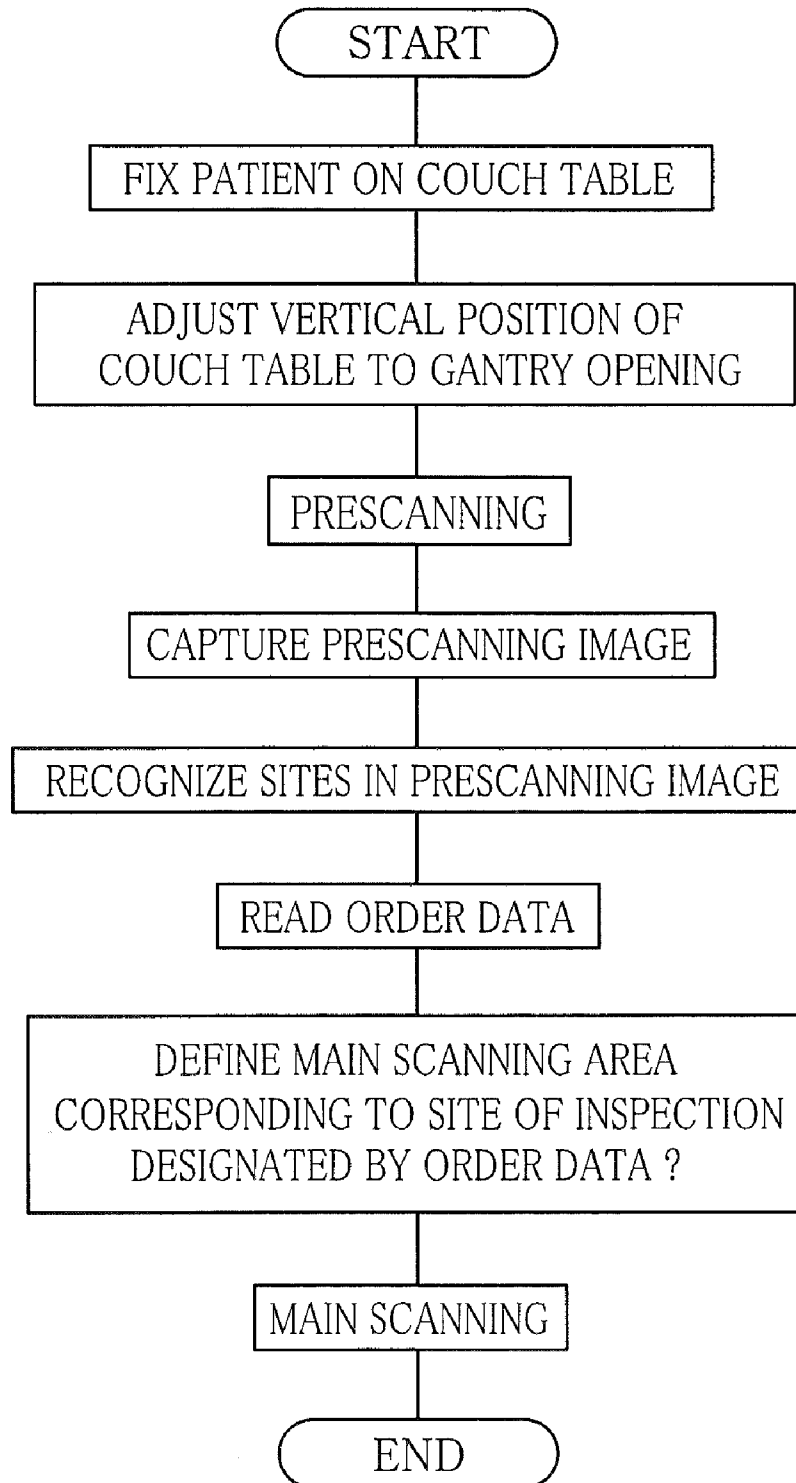 START
FIX PATIENT ON COUCH TABLE
ADJUST VERTICAL POSITION OF
COUCH TABLE TO GANTRY OPENING
PRESCANNING
CAPTURE PRESCANNING IMAGE
RECOGNIZE SITES IN PRESCANNING IMAGE
READ ORDER DATA
DEFINE MAIN SCANNING AREA
CORRESPONDING TO SITE OF INSPECTION
DESIGNATED BY ORDER DATA ?
MAIN SCANNING
END